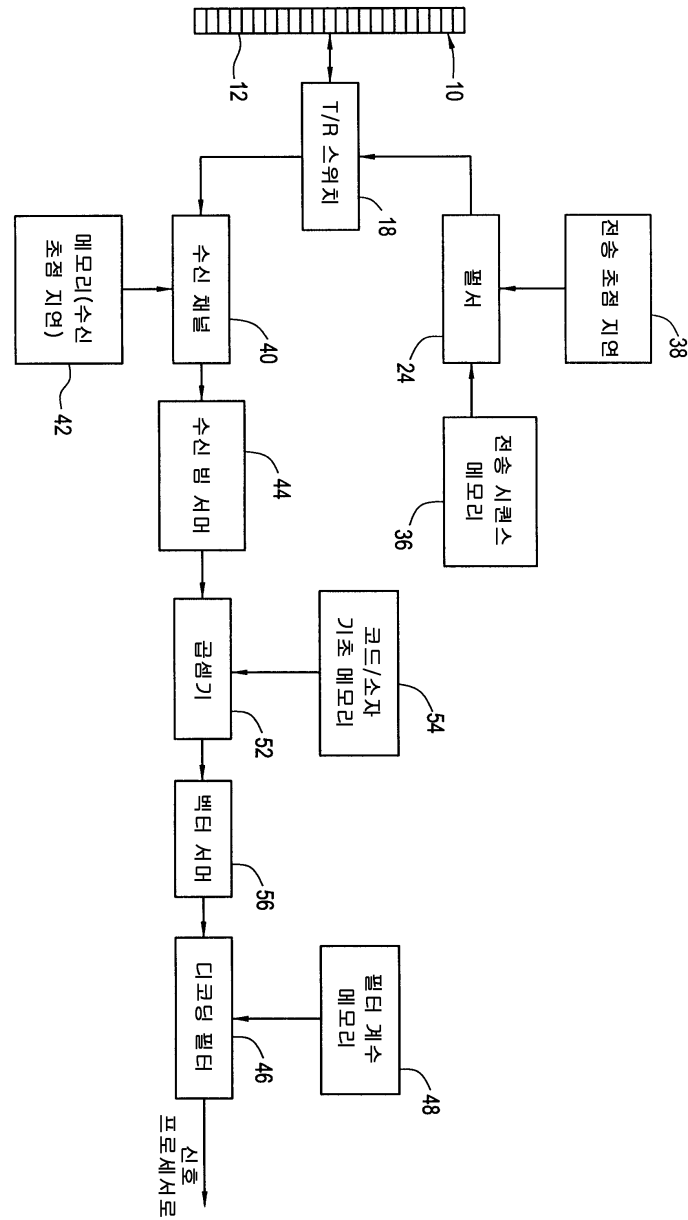 전송 초점 지연
38
펄서
24
전송 시퀀스
메모리
36
10
12
T/R 스위치
18
코드/소자
기초 메모리
54
필터 계수
메모리
48
수신 채널
40
수신 빔 서머
44
곱셈기
52
벡터 서머
56
디코딩 필터
46
신호
프로세서로
메모리(수신
초점 지연)
42